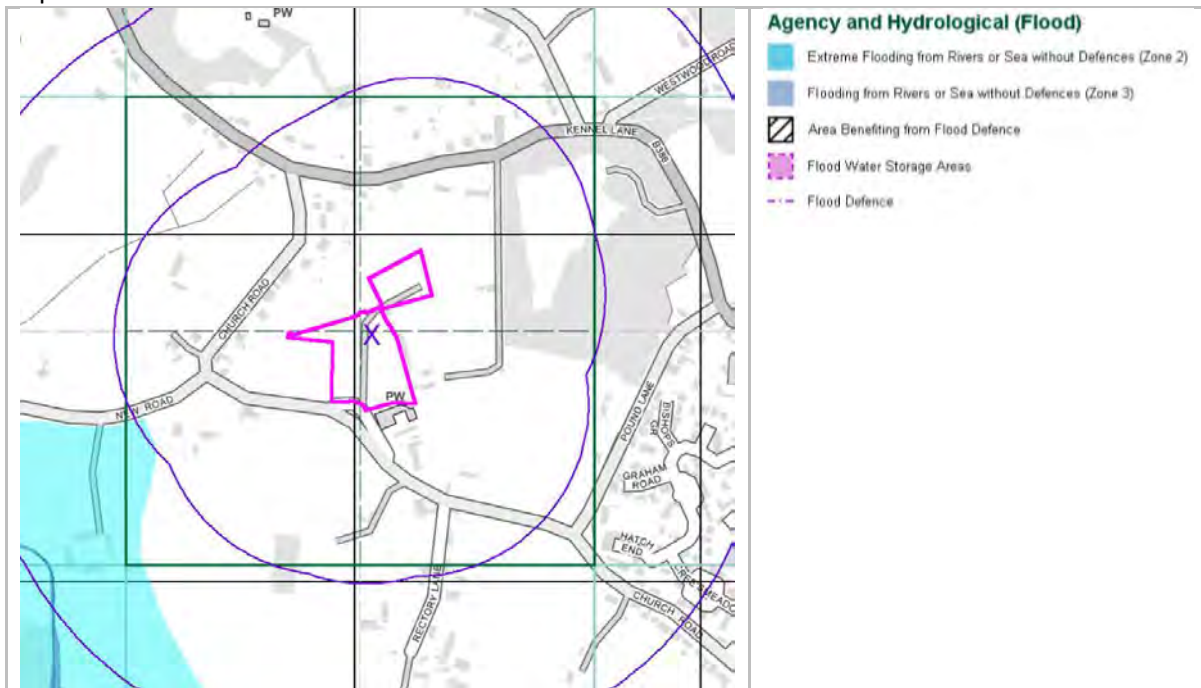 PW
WESTWOOD ROAD
KENNEL LANE
B386
CHURCH ROAD
X
PW
NEW ROAD
POUND LANE
BISHOPS
GR
GRAHAM
ROAD
HATCH
END
CHURCH
ROAD
RECTORY LANE
Agency and Hydrological (Flood)
Extreme Flooding from Rivers or Sea without Defences (Zone 2)
Flooding from Rivers or Sea without Defences (Zone 3)
Area Benefiting from Flood Defence
Flood Water Storage Areas
Flood Defence